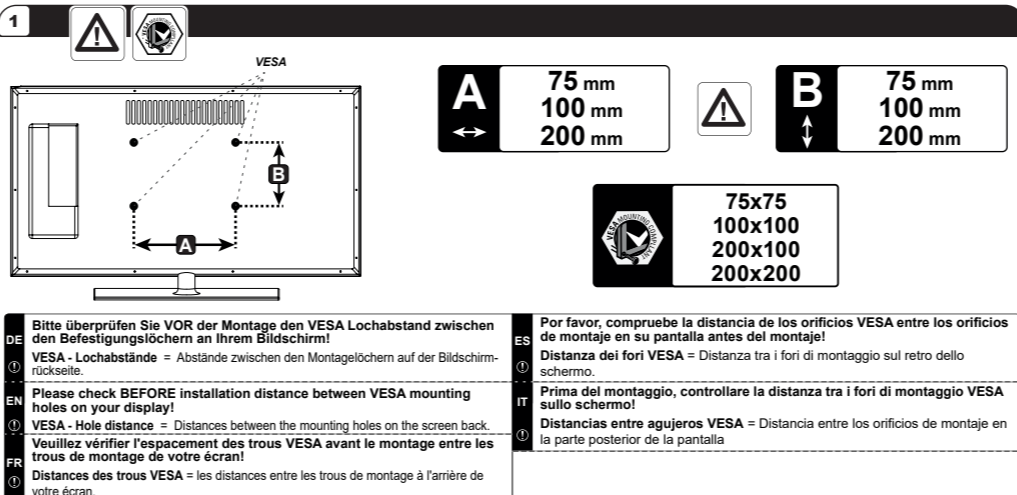 1
VESA
A
B
A
75 mm
100 mm
200 mm
B
75 mm
100 mm
200 mm
VESA MOUNTING COMPLIANT
75x75
100x100
200x100
200x200
DE
Bitte überprüfen Sie VOR der Montage den VESA Lochabstand zwischen
den Befestigungslöchern an Ihrem Bildschirm!
VESA - Lochabstände = Abstände zwischen den Montagelöchern auf der Bildschirm-
rückseite.
EN
Please check BEFORE installation distance between VESA mounting
holes on your display!
VESA - Hole distance = Distances between the mounting holes on the screen back.
FR
Veuillez vérifier l'espacement des trous VESA avant le montage entre les
trous de montage de votre écran!
Distances des trous VESA = les distances entre les trous de montage à l'arrière de
votre écran.
ES
Por favor, compruebe la distancia de los orificios VESA entre los orificios
de montaje en su pantalla antes del montaje!
Distanza dei fori VESA = Distanza tra i fori di montaggio sul retro dello
schermo.
IT
Prima del montaggio, controllare la distanza tra i fori di montaggio VESA
sullo schermo!
Distancias entre agujeros VESA = Distancia entre los orificios de montaje en
la parte posterior de la pantalla